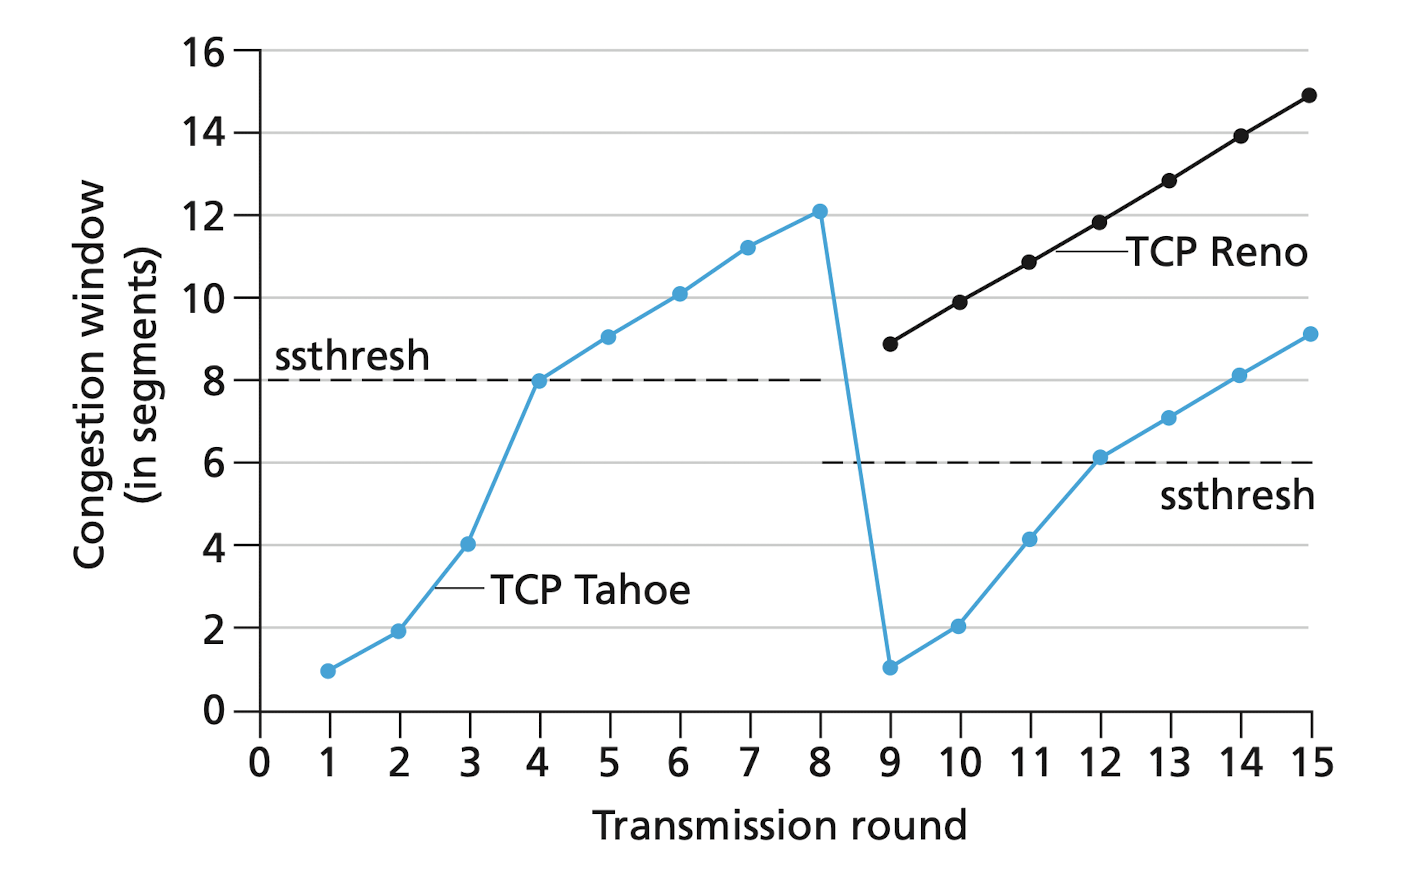 16
14
12
10
8
6
4
2
0
Congestion window
(in segments)
ssthresh
TCP Reno
ssthresh
TCP Tahoe
0 1 2 3 4 5 6 7 8 9 10 11 12 13 14 15
Transmission round